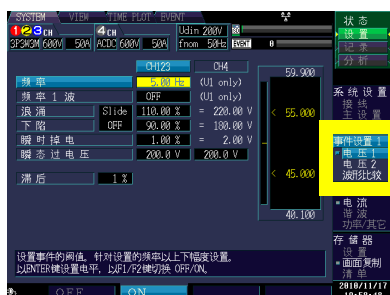 SYSTEM VIEW TIME PLOT EVENT
123CH 4CH Udin 200V
3P3W3M 600V 50A ACDC 600V 50A fnom 50Hz EVENT 0
CH123 CH4
频率 5.00 Hz (U1 only)
频率1波 OFF (U1 only)
浪涌 Slide 110.00 % = 220.00 V
下陷 OFF 90.00 % = 180.00 V
瞬时掉电 1.00 % = 2.00 V
瞬态过电压 200.0 V 200.0 V
滞后 1 %
59.900
< 55.000
< 45.000
40.100
设置事件的阀值。针对设置的频率以上下幅度设置。
以ENTER键设置电平，以F1/F2键切换 OFF/ON。
OFF ON
状态
设置
记录
分析
系统设置
接线
主设置
事件设置 1
电压1
电压2
波形比较
电流
谐波
功率/其它
存储器
设置
画面复制
清单
2010/11/17